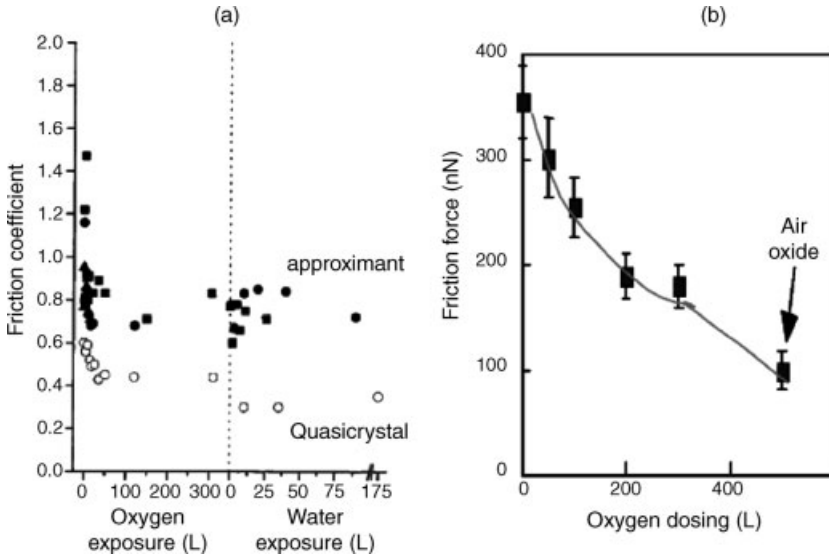 (a)
2.0
1.8
1.6
1.4
1.2
1.0
0.8
0.6
0.4
0.2
0.0
Friction coefficient
approximant
Quasicrystal
0 100 200 300 0 25 50 75 175
Oxygen
exposure (L)
Water
exposure (L)
(b)
400
300
200
100
0
Friction force (nN)
Air
oxide
0 200 400
Oxygen dosing (L)